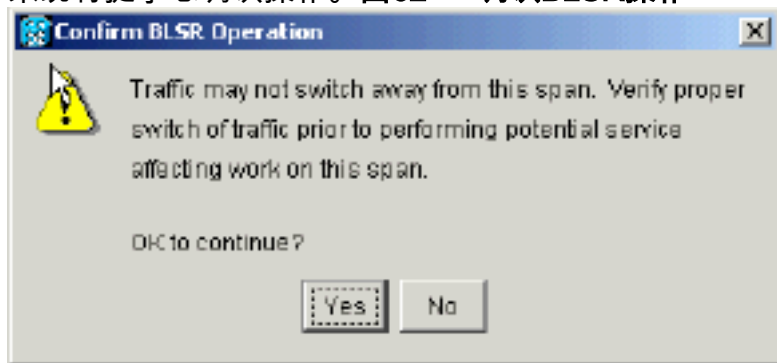 Confirm BLSR Operation
Traffic may not switch away from this span. Verify proper
switch of traffic prior to performing potential service
affecting work on this span.
OK to continue?
Yes No